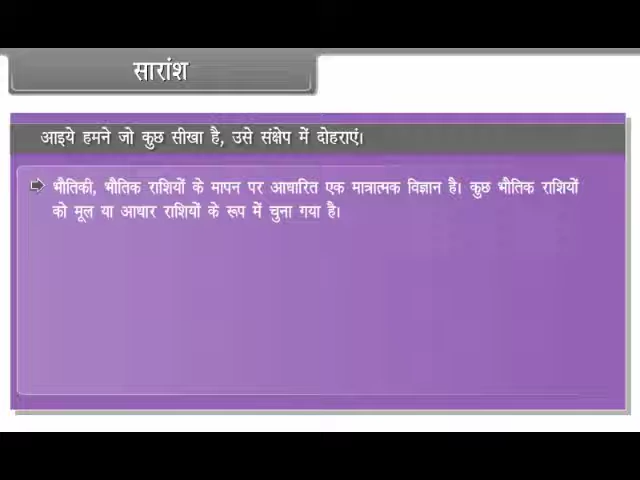 सारांश
आइये हमने जो कुछ सीखा है, उसे संक्षेप में दोहराएं।
भौतिकी, भौतिक राशियों के मापन पर आधारित एक मात्रात्मक विज्ञान है। कुछ भौतिक राशियों
को मूल या आधार राशियों के रूप में चुना गया है।